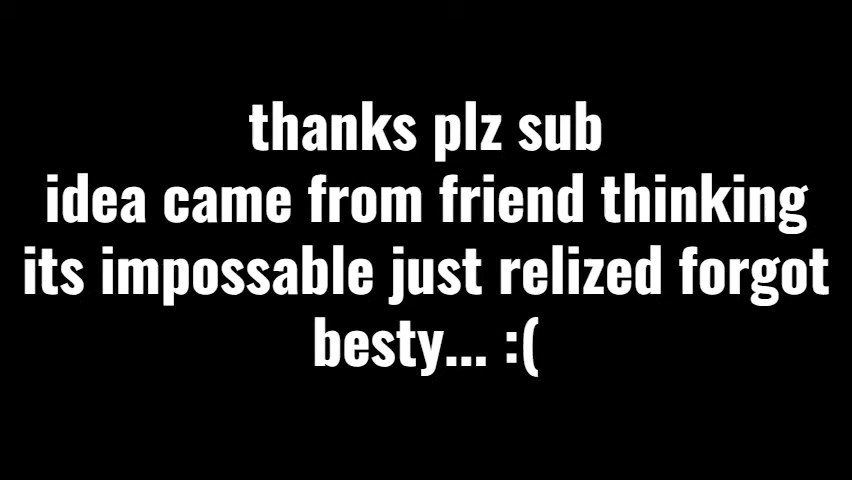 thanks plz sub
idea came from friend thinking
its impossable just relized forgot
besty... :(